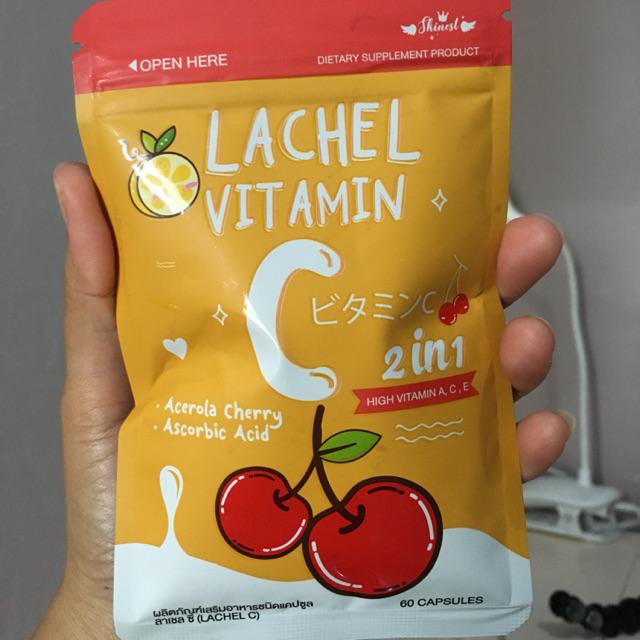 Shinest
OPEN HERE
DIETARY SUPPLEMENT PRODUCT
LACHEL
VITAMIN
C
ビタミンC
2 in 1
HIGH VITAMIN A, C, E
· Acerola Cherry
· Ascorbic Acid
ผลิตภัณฑ์เสริมอาหารชนิดแคปซูล
ลาเชล ซี (LACHEL C)
60 CAPSULES